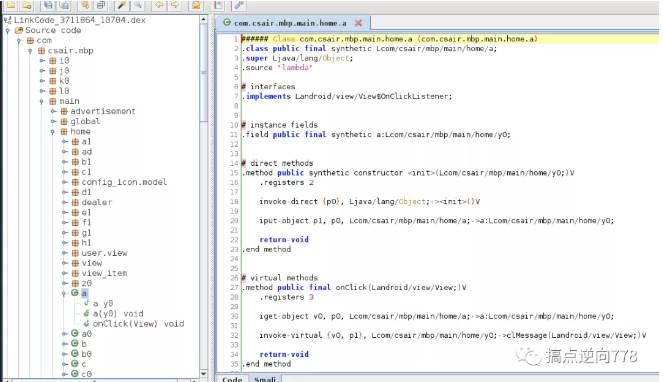 LinkCode_3711064_10704.dex
Source code
com
csair.mbp
i0
j0
k0
l0
main
advertisement
global
home
a1
ad
b1
c1
config_icon.model
d1
dealer
e1
f1
g1
h1
user.view
view
view_item
z0
a
a y0
a(y0) void
onClick(View) void
a0
b
b0
c
c0
com.csair.mbp.main.home.a
1 ###### Class com.csair.mbp.main.home.a (com.csair.mbp.main.home.a)
2 .class public final synthetic Lcom/csair/mbp/main/home/a;
3 .super Ljava/lang/Object;
4 .source "lambda"
5
6 # interfaces
7 .implements Landroid/view/View$OnClickListener;
8
9
10 # instance fields
11 .field public final synthetic a:Lcom/csair/mbp/main/home/y0;
12
13
14 # direct methods
15 .method public synthetic constructor <init>(Lcom/csair/mbp/main/home/y0;)V
16 .registers 2
17
18 invoke-direct {p0}, Ljava/lang/Object;-><init>()V
19
20 iput-object p1, p0, Lcom/csair/mbp/main/home/a;->a:Lcom/csair/mbp/main/home/y0;
21
22 return-void
23 .end method
24
25
26 # virtual methods
27 .method public final onClick(Landroid/view/View;)V
28 .registers 3
29
30 iget-object v0, p0, Lcom/csair/mbp/main/home/a;->a:Lcom/csair/mbp/main/home/y0;
31
32 invoke-virtual {v0, p1}, Lcom/csair/mbp/main/home/y0;->clMessage(Landroid/view/View;)V
33
34 return-void
35 .end method
搞点逆向778
Code Smali